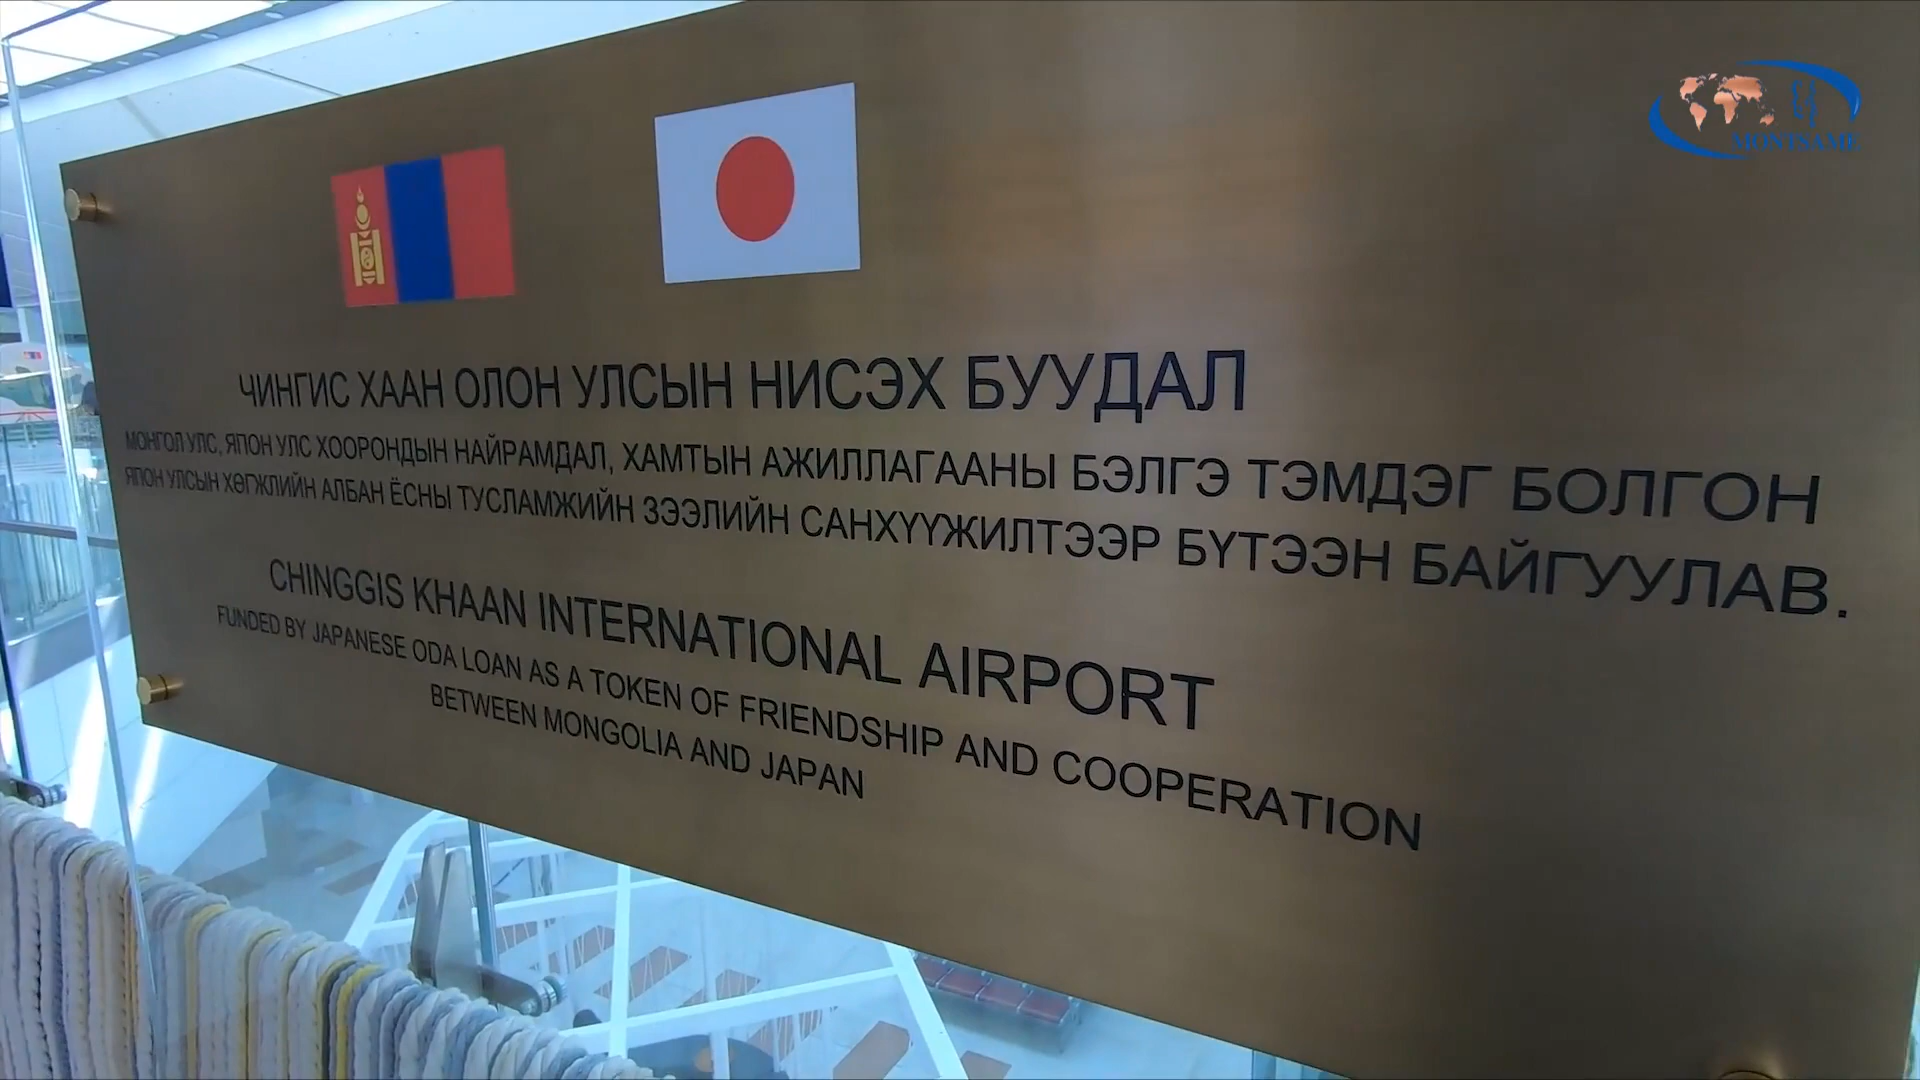 MONTSAME
ЧИНГИС ХААН ОЛОН УЛСЫН НИСЭХ БУУДАЛ
МОНГОЛ УЛС, ЯПОН УЛС ХООРОНДЫН НАЙРАМДАЛ, ХАМТЫН АЖИЛЛАГААНЫ БЭЛГЭ ТЭМДЭГ БОЛГОН
ЯПОН УЛСЫН ХӨГЖЛИЙН АЛБАН ЁСНЫ ТУСЛАМЖИЙН ЗЭЭЛИЙН САНХҮҮЖИЛТЭЭР БҮТЭЭН БАЙГУУЛАВ.
CHINGGIS KHAAN INTERNATIONAL AIRPORT
FUNDED BY JAPANESE ODA LOAN AS A TOKEN OF FRIENDSHIP AND COOPERATION
BETWEEN MONGOLIA AND JAPAN